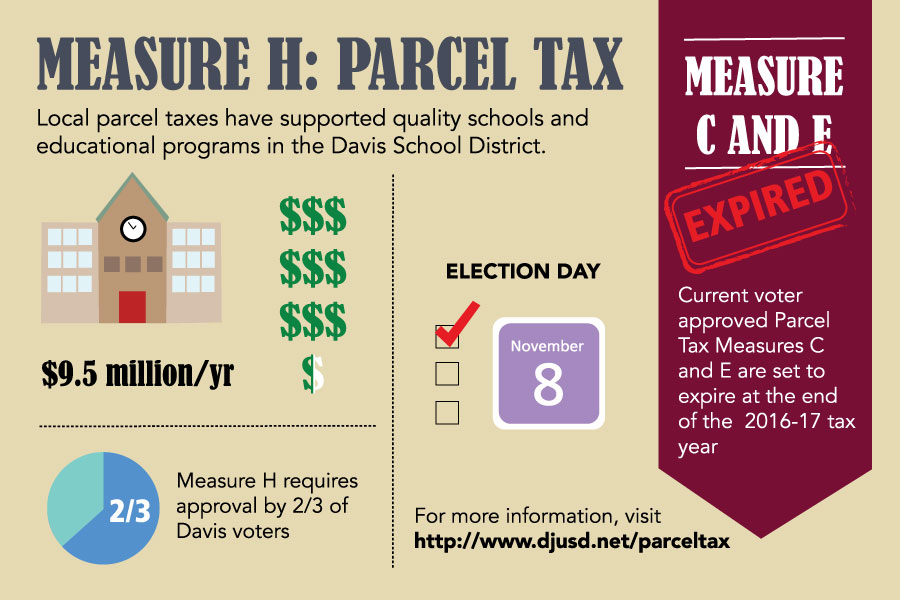 MEASURE H: PARCEL TAX
Local parcel taxes have supported quality schools and
educational programs in the Davis School District.
$$$
$$$
$$$
$
$9.5 million/yr
2/3
Measure H requires
approval by 2/3 of
Davis voters
ELECTION DAY
November
8
For more information, visit
http://www.djusd.net/parceltax
MEASURE
C AND E
EXPIRED
Current voter
approved Parcel
Tax Measures C
and E are set to
expire at the end
of the 2016-17 tax
year